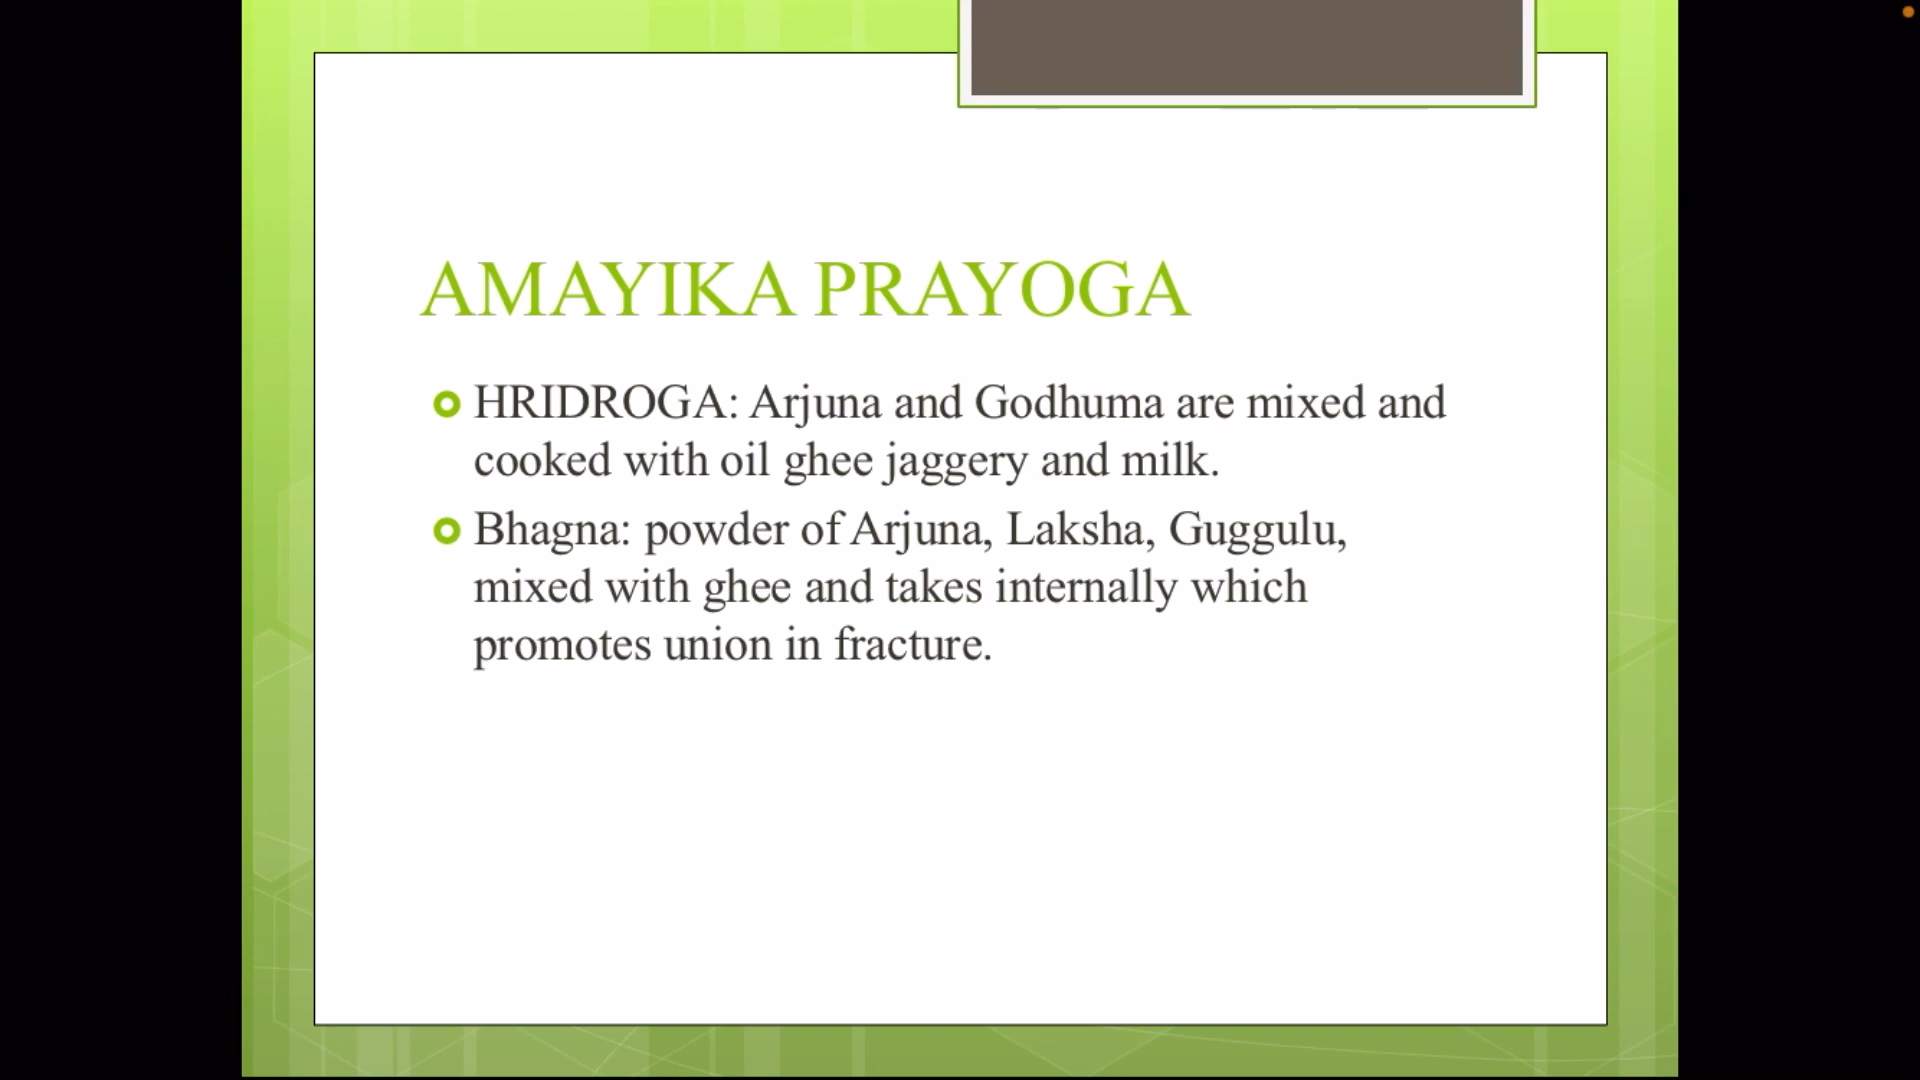 AMAYIKA PRAYOGA
HRIDROGA: Arjuna and Godhuma are mixed and
cooked with oil ghee jaggery and milk.
Bhagna: powder of Arjuna, Laksha, Guggulu,
mixed with ghee and takes internally which
promotes union in fracture.